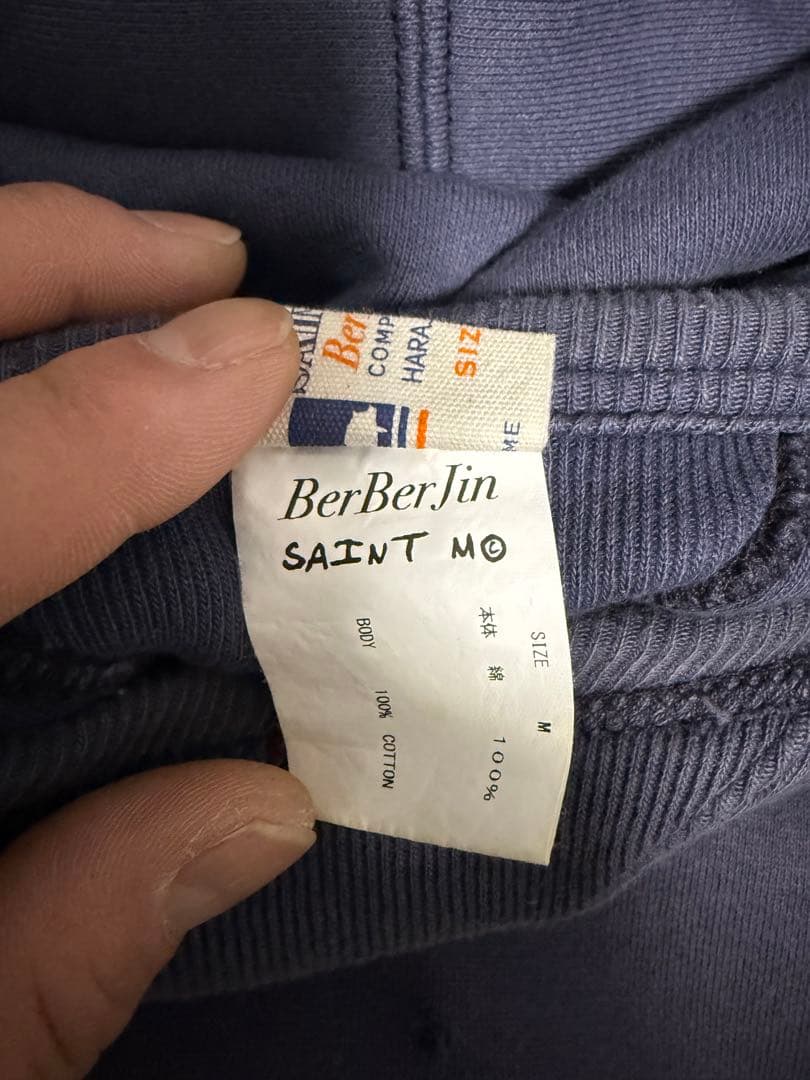 Ber
COMP
HARA
SIZ
ME
BerBerJin
SAINT M©
SIZE M
本体 綿 100%
BODY 100% COTTON